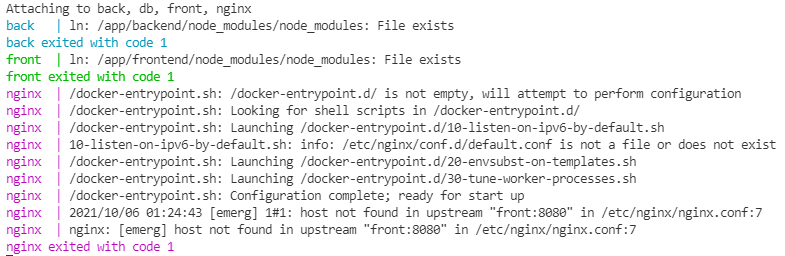 Attaching to back, db, front, nginx
back   | ln: /app/backend/node_modules/node_modules: File exists
back exited with code 1
front  | ln: /app/frontend/node_modules/node_modules: File exists
front exited with code 1
nginx  | /docker-entrypoint.sh: /docker-entrypoint.d/ is not empty, will attempt to perform configuration
nginx  | /docker-entrypoint.sh: Looking for shell scripts in /docker-entrypoint.d/
nginx  | /docker-entrypoint.sh: Launching /docker-entrypoint.d/10-listen-on-ipv6-by-default.sh
nginx  | 10-listen-on-ipv6-by-default.sh: info: /etc/nginx/conf.d/default.conf is not a file or does not exist
nginx  | /docker-entrypoint.sh: Launching /docker-entrypoint.d/20-envsubst-on-templates.sh
nginx  | /docker-entrypoint.sh: Launching /docker-entrypoint.d/30-tune-worker-processes.sh
nginx  | /docker-entrypoint.sh: Configuration complete; ready for start up
nginx  | 2021/10/06 01:24:43 [emerg] 1#1: host not found in upstream "front:8080" in /etc/nginx/nginx.conf:7
nginx  | nginx: [emerg] host not found in upstream "front:8080" in /etc/nginx/nginx.conf:7
nginx exited with code 1